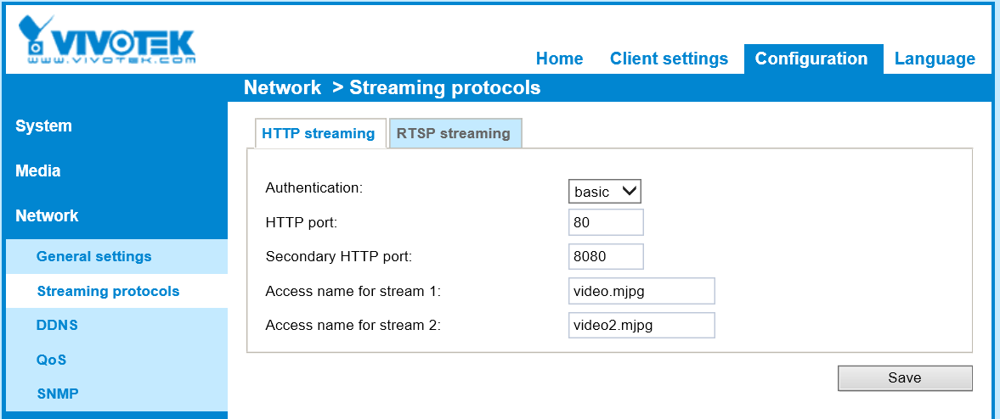 VIVOTEK
www.vivotek.com
Home Client settings Configuration Language
Network > Streaming protocols
System
Media
Network
General settings
Streaming protocols
DDNS
QoS
SNMP
HTTP streaming RTSP streaming
Authentication: basic
HTTP port: 80
Secondary HTTP port: 8080
Access name for stream 1: video.mjpg
Access name for stream 2: video2.mjpg
Save